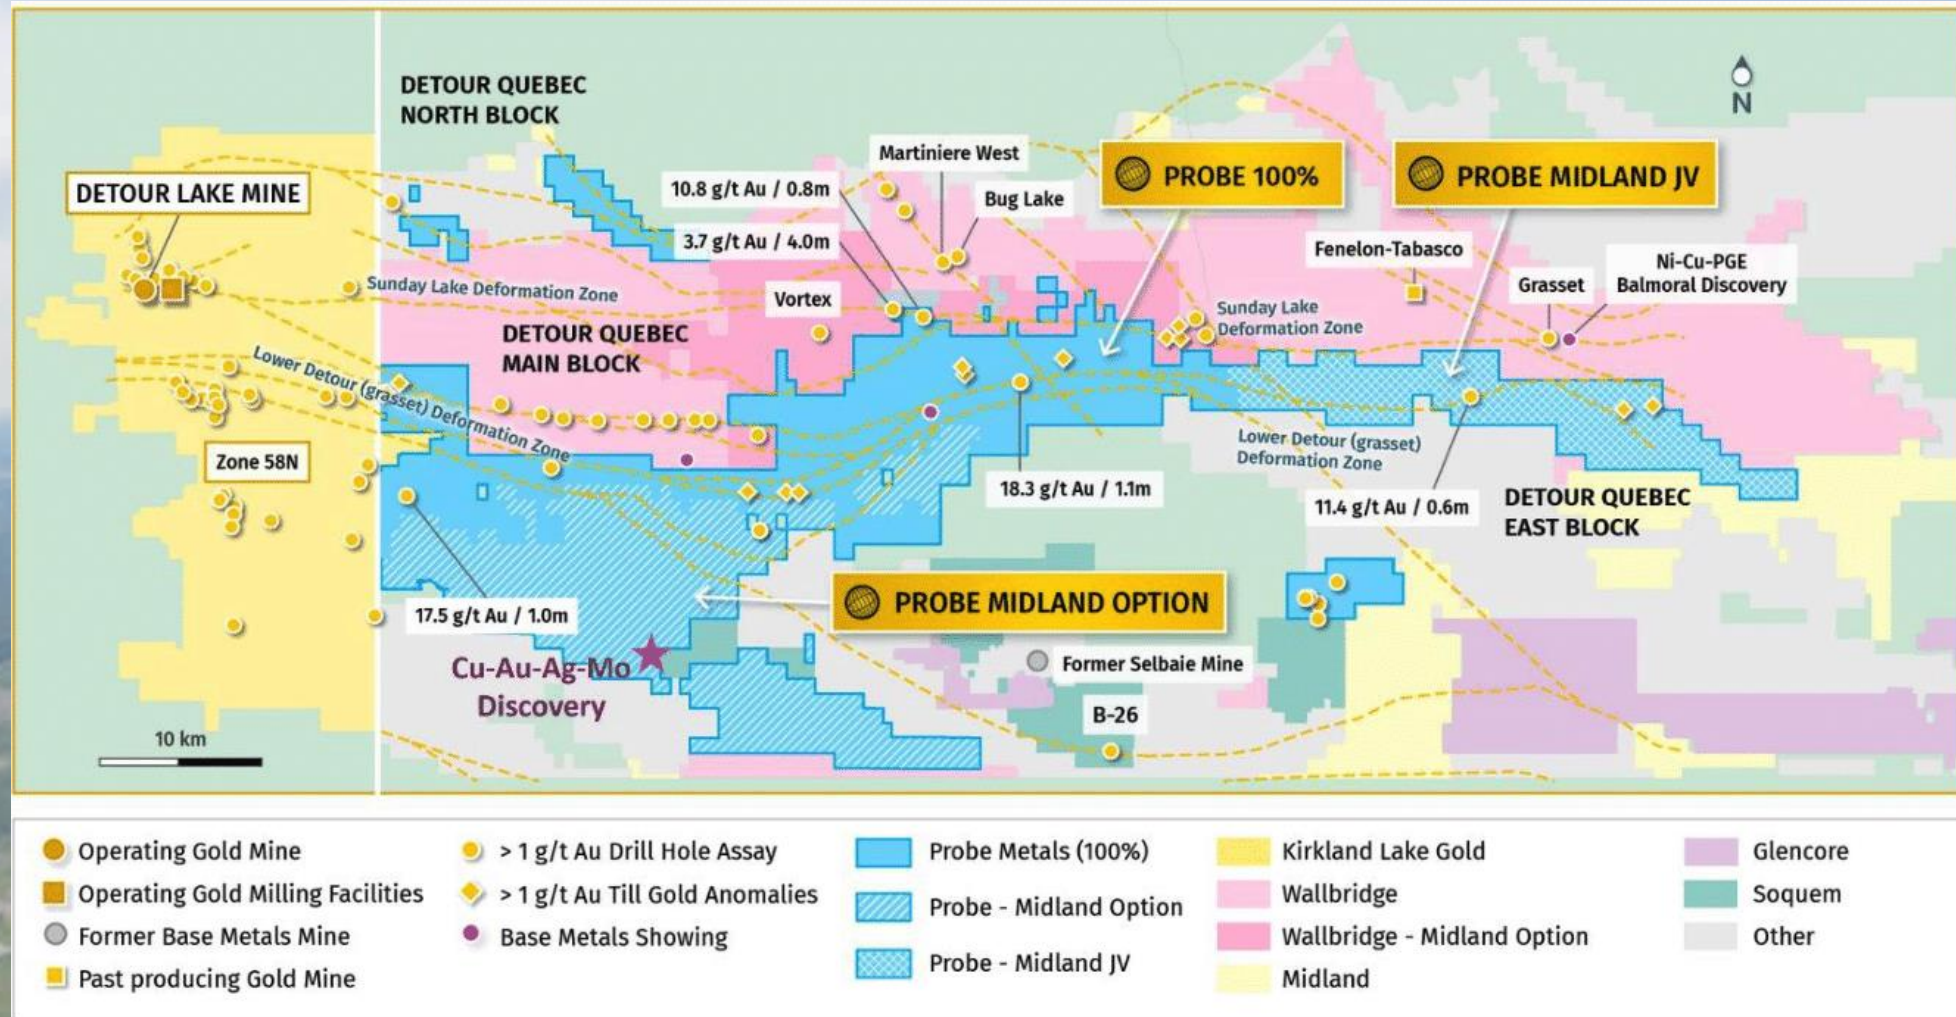 DETOUR QUEBEC
NORTH BLOCK
N
DETOUR LAKE MINE
10.8 g/t Au / 0.8m
3.7 g/t Au / 4.0m
Martiniere West
Bug Lake
PROBE 100%
PROBE MIDLAND JV
Fenelon-Tabasco
Grasset
Ni-Cu-PGE
Balmoral Discovery
Sunday Lake Deformation Zone
Vortex
Sunday Lake
Deformation Zone
DETOUR QUEBEC
MAIN BLOCK
Lower Detour (grasset) Deformation Zone
Zone 58N
18.3 g/t Au / 1.1m
Lower Detour (grasset)
Deformation Zone
11.4 g/t Au / 0.6m
DETOUR QUEBEC
EAST BLOCK
17.5 g/t Au / 1.0m
PROBE MIDLAND OPTION
Cu-Au-Ag-Mo
Discovery
Former Selbaie Mine
B-26
10 km
Operating Gold Mine
Operating Gold Milling Facilities
Former Base Metals Mine
Past producing Gold Mine
> 1 g/t Au Drill Hole Assay
> 1 g/t Au Till Gold Anomalies
Base Metals Showing
Probe Metals (100%)
Probe - Midland Option
Probe - Midland JV
Kirkland Lake Gold
Wallbridge
Wallbridge - Midland Option
Midland
Glencore
Soquem
Other